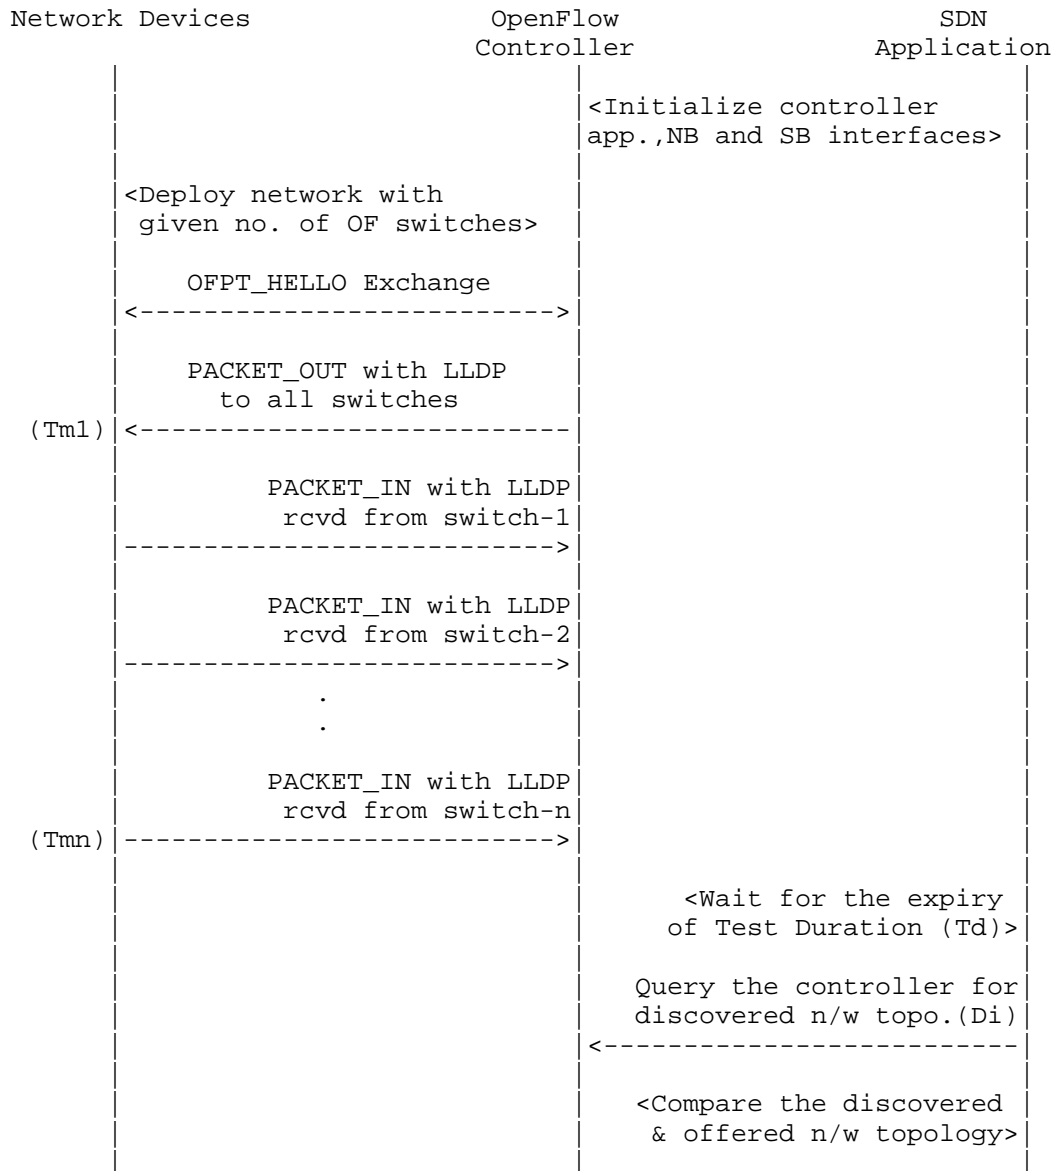 Network Devices OpenFlow SDN
Controller Application
<Initialize controller
app.,NB and SB interfaces>
<Deploy network with
given no. of OF switches>
OFPT_HELLO Exchange
<-------------------------->
PACKET_OUT with LLDP
to all switches
(Tm1) <---------------------------
PACKET_IN with LLDP
rcvd from switch-1
--------------------------->
PACKET_IN with LLDP
rcvd from switch-2
--------------------------->
.
.
PACKET_IN with LLDP
rcvd from switch-n
(Tmn) --------------------------->
<Wait for the expiry
of Test Duration (Td)>
Query the controller for
discovered n/w topo.(Di)
<--------------------------
<Compare the discovered
& offered n/w topology>